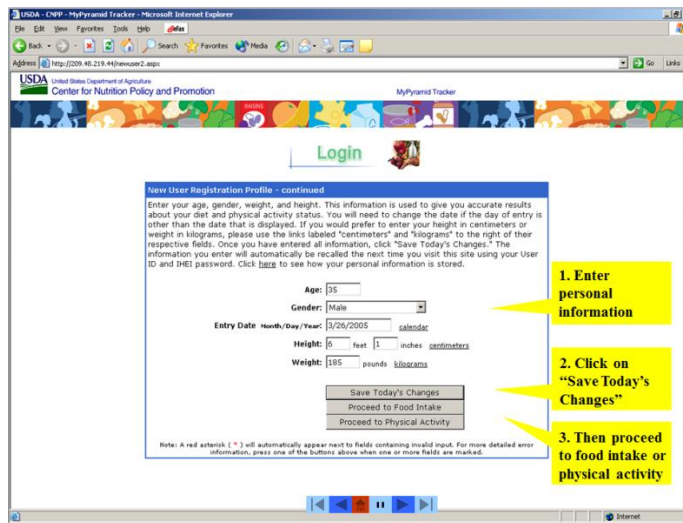 USDA - CNPP - MyPyramid Tracker - Microsoft Internet Explorer
File Edit View Favorites Tools Help
Back Search Favorites Media
Address http://209.48.219.44/newuser2.aspx Go Links
USDA United States Department of Agriculture
Center for Nutrition Policy and Promotion MyPyramid Tracker
RAISINS
Login
New User Registration Profile - continued
Enter your age, gender, weight, and height. This information is used to give you accurate results
about your diet and physical activity status. You will need to change the date if the day of entry is
other than the date that is displayed. If you would prefer to enter your height in centimeters or
weight in kilograms, please use the links labeled "centimeters" and "kilograms" to the right of their
respective fields. Once you have entered all information, click "Save Today's Changes." The
information you enter will automatically be recalled the next time you visit this site using your User
ID and IHEI password. Click here to see how your personal information is stored.
Age: 35
Gender: Male
Entry Date Month/Day/Year: 3/26/2005 calendar
Height: 6 feet 1 inches centimeters
Weight: 185 pounds kilograms
Save Today's Changes
Proceed to Food Intake
Proceed to Physical Activity
Note: A red asterisk ( * ) will automatically appear next to fields containing invalid input. For more detailed error
information, press one of the buttons above when one or more fields are marked.
1. Enter
personal
information
2. Click on
“Save Today’s
Changes”
3. Then proceed
to food intake or
physical activity
Internet